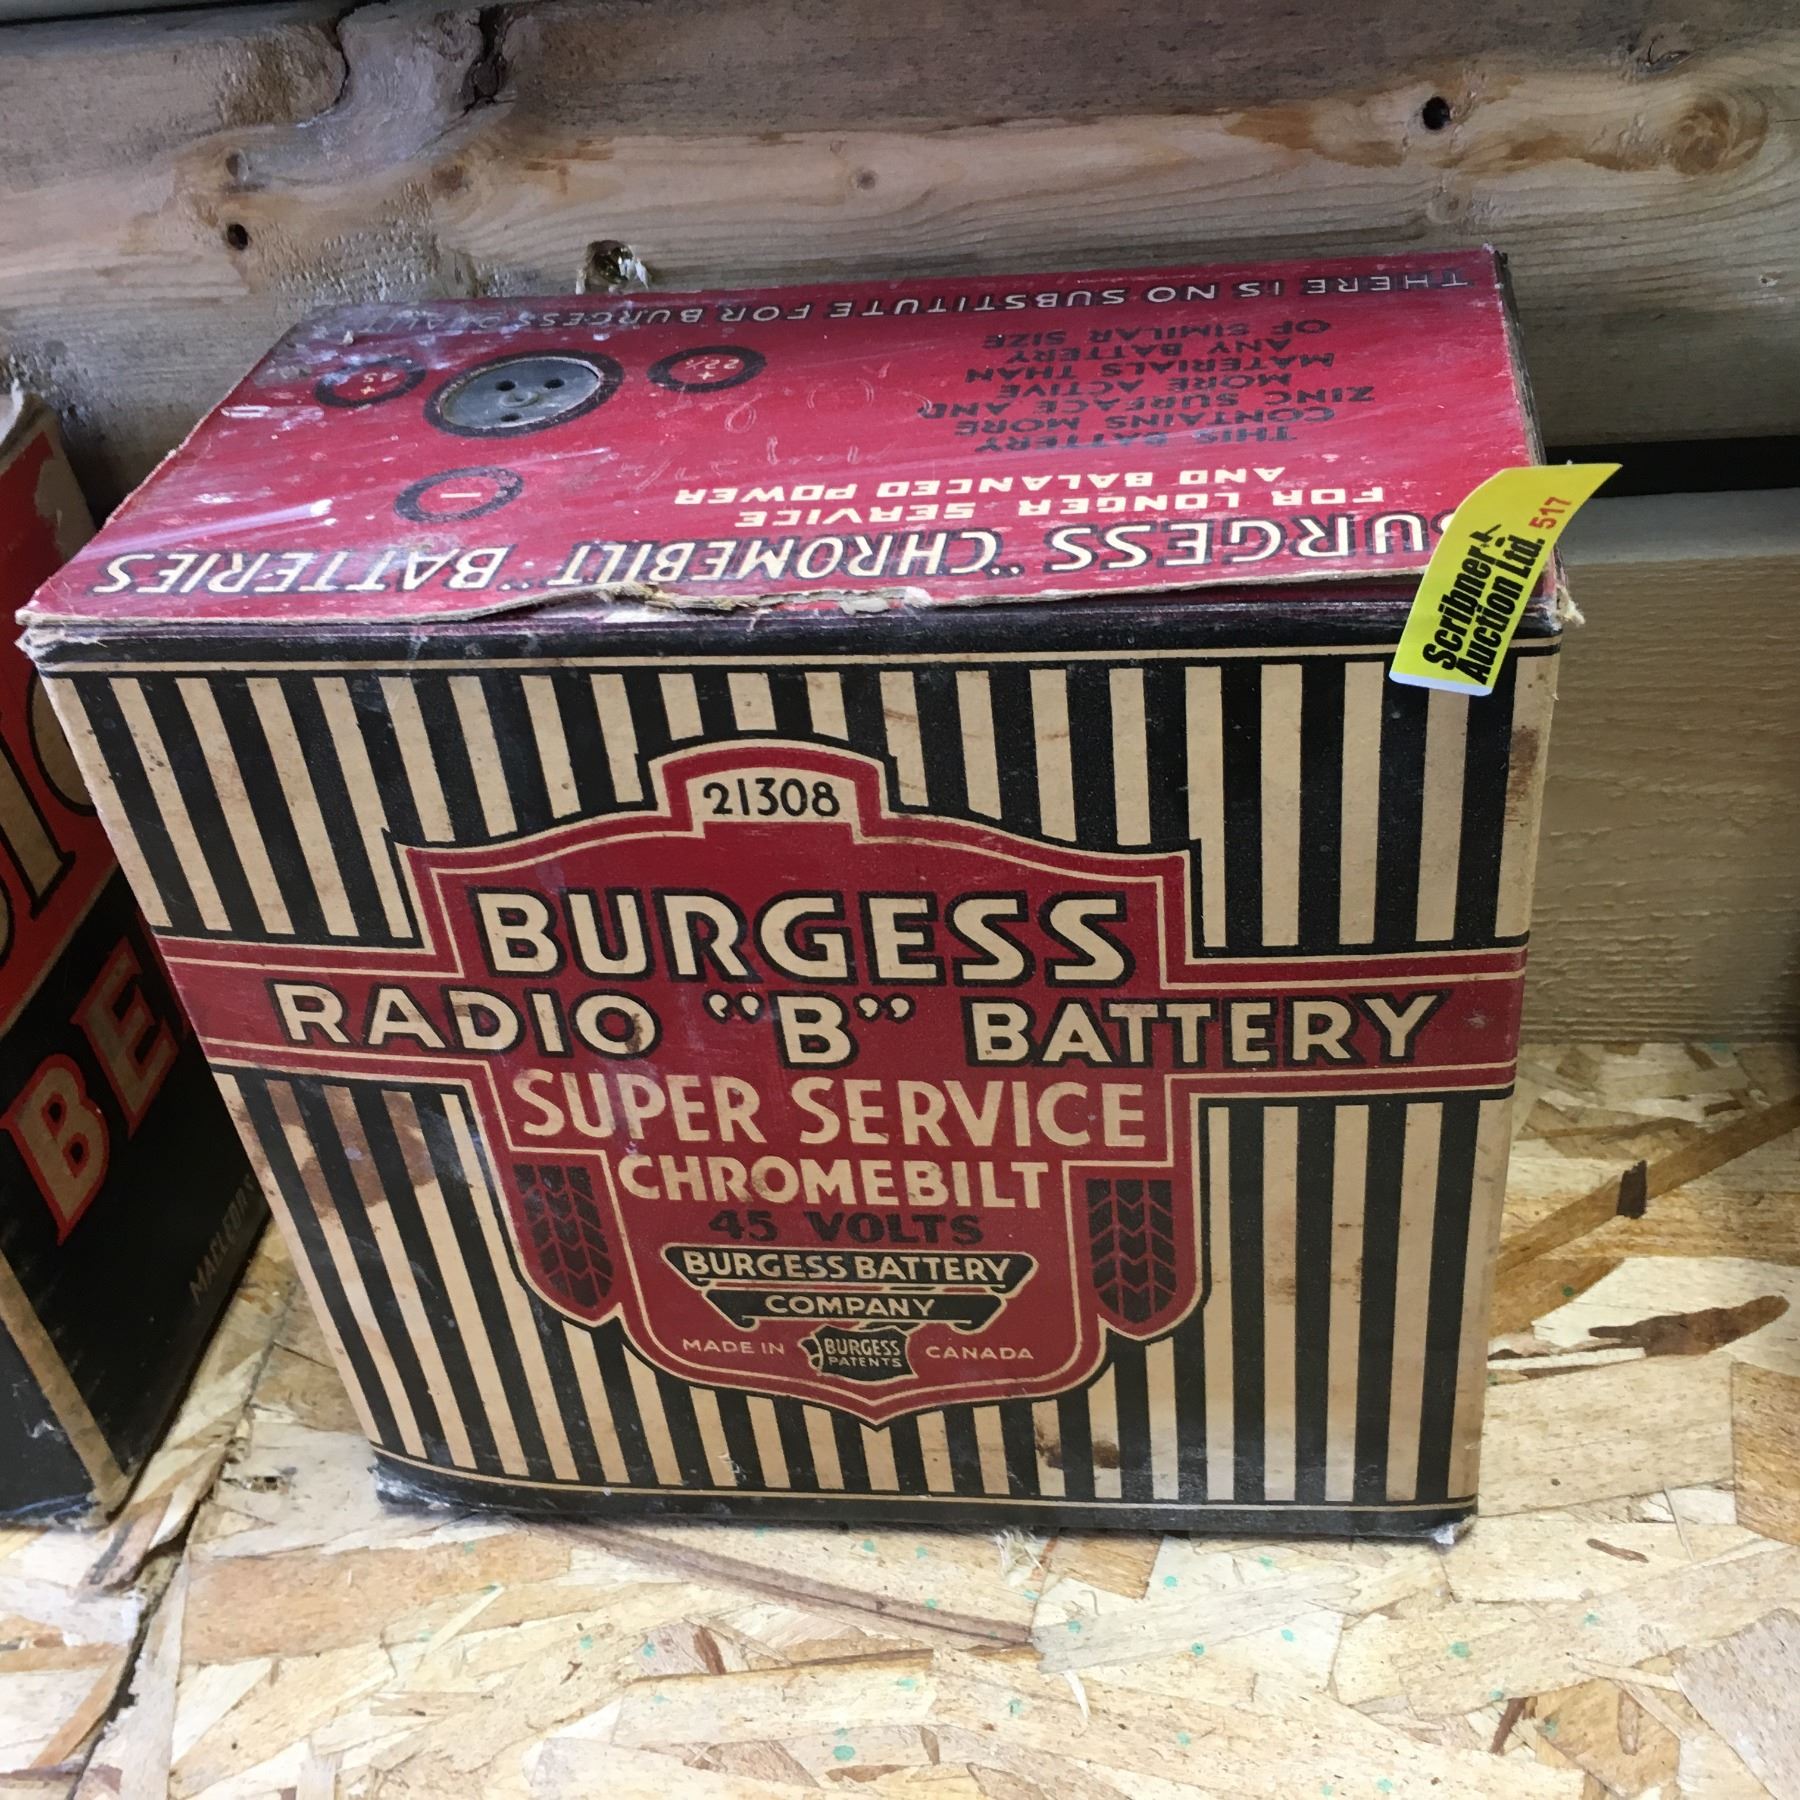 THERE IS NO SUBSTITUTE FOR BURGESS QUALITY
THIS BATTERY
CONTAINS MORE
ZINC SURFACE AND
MORE ACTIVE
MATERIALS THAN
ANY BATTERY
OF SIMILAR SIZE
+ 45
+ 22½
–
FOR LONGER SERVICE
AND BALANCED POWER
BURGESS "CHROMEBILT" BATTERIES
Scribner
Auction Ltd. 517
21308
BURGESS
RADIO "B" BATTERY
SUPER SERVICE
CHROMEBILT
45 VOLTS
BURGESS BATTERY
COMPANY
MADE IN BURGESS PATENTS CANADA
BE